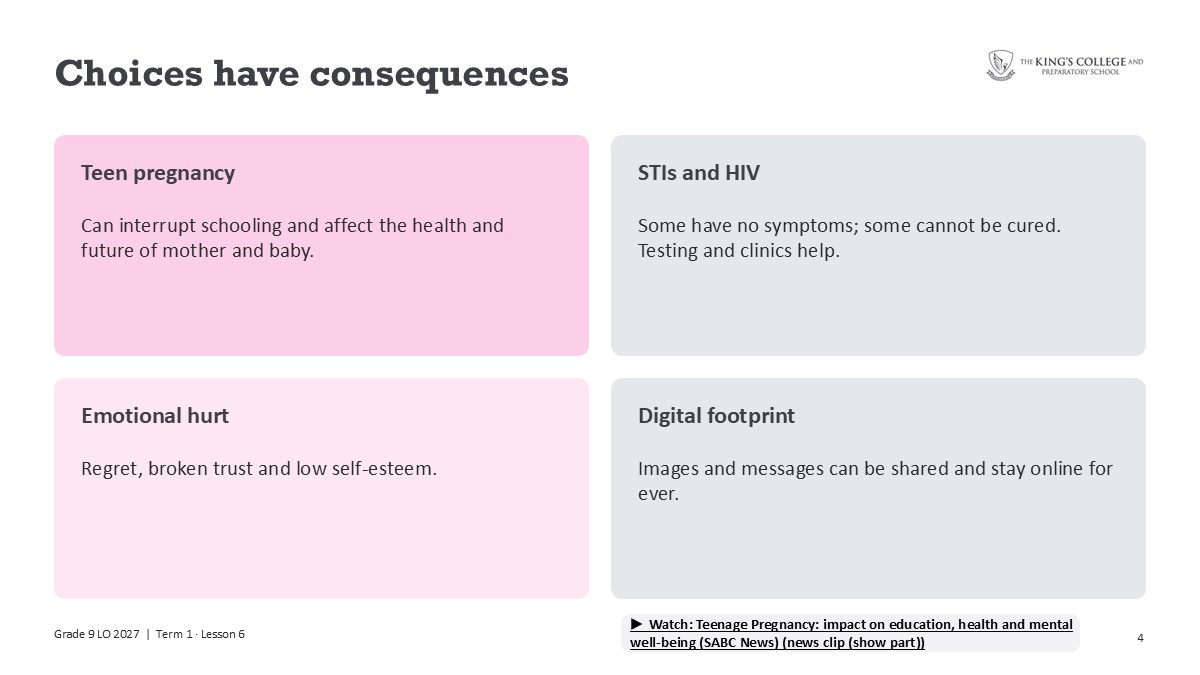 Choices have consequences
THE KING'S COLLEGE AND
PREPARATORY SCHOOL
Teen pregnancy
Can interrupt schooling and affect the health and
future of mother and baby.
STIs and HIV
Some have no symptoms; some cannot be cured.
Testing and clinics help.
Emotional hurt
Regret, broken trust and low self-esteem.
Digital footprint
Images and messages can be shared and stay online for
ever.
Grade 9 LO 2027 | Term 1 · Lesson 6
▶ Watch: Teenage Pregnancy: impact on education, health and mental
well-being (SABC News) (news clip (show part))
4